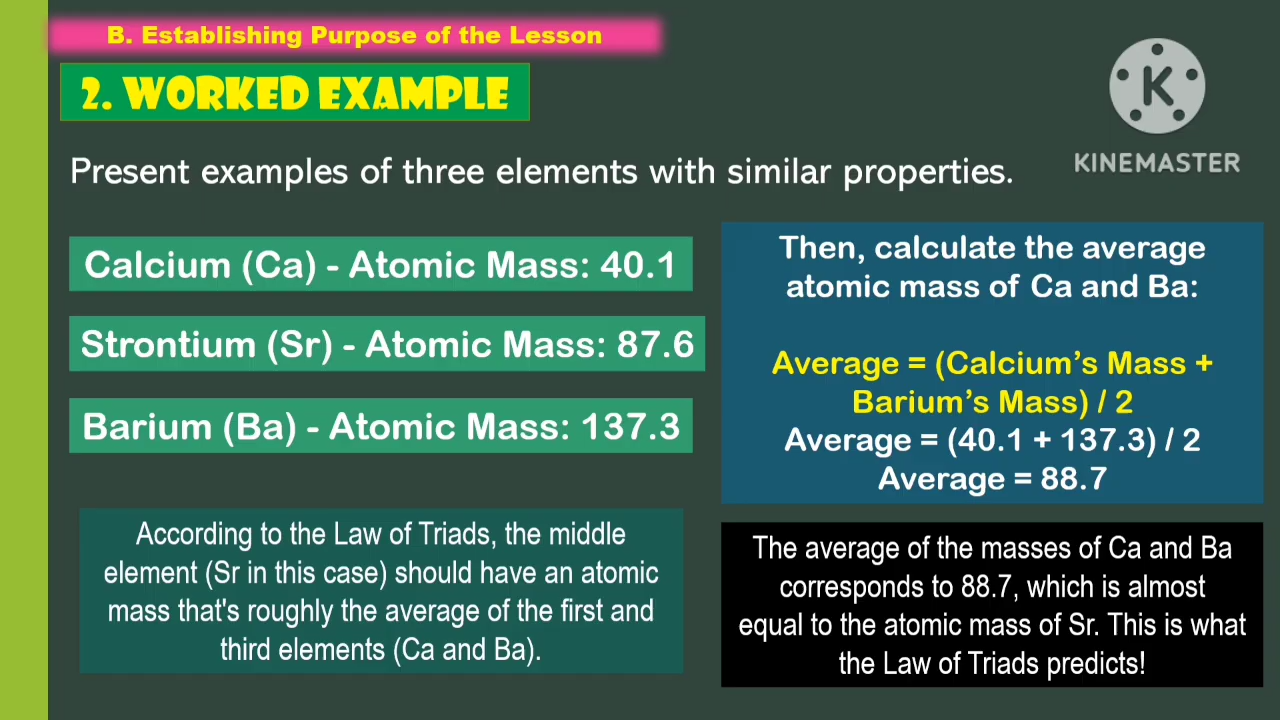 B. Establishing Purpose of the Lesson
2. WORKED EXAMPLE
K
KINEMASTER
Present examples of three elements with similar properties.
Calcium (Ca) - Atomic Mass: 40.1
Strontium (Sr) - Atomic Mass: 87.6
Barium (Ba) - Atomic Mass: 137.3
According to the Law of Triads, the middle
element (Sr in this case) should have an atomic
mass that's roughly the average of the first and
third elements (Ca and Ba).
Then, calculate the average
atomic mass of Ca and Ba:
Average = (Calcium’s Mass +
Barium’s Mass) / 2
Average = (40.1 + 137.3) / 2
Average = 88.7
The average of the masses of Ca and Ba
corresponds to 88.7, which is almost
equal to the atomic mass of Sr. This is what
the Law of Triads predicts!